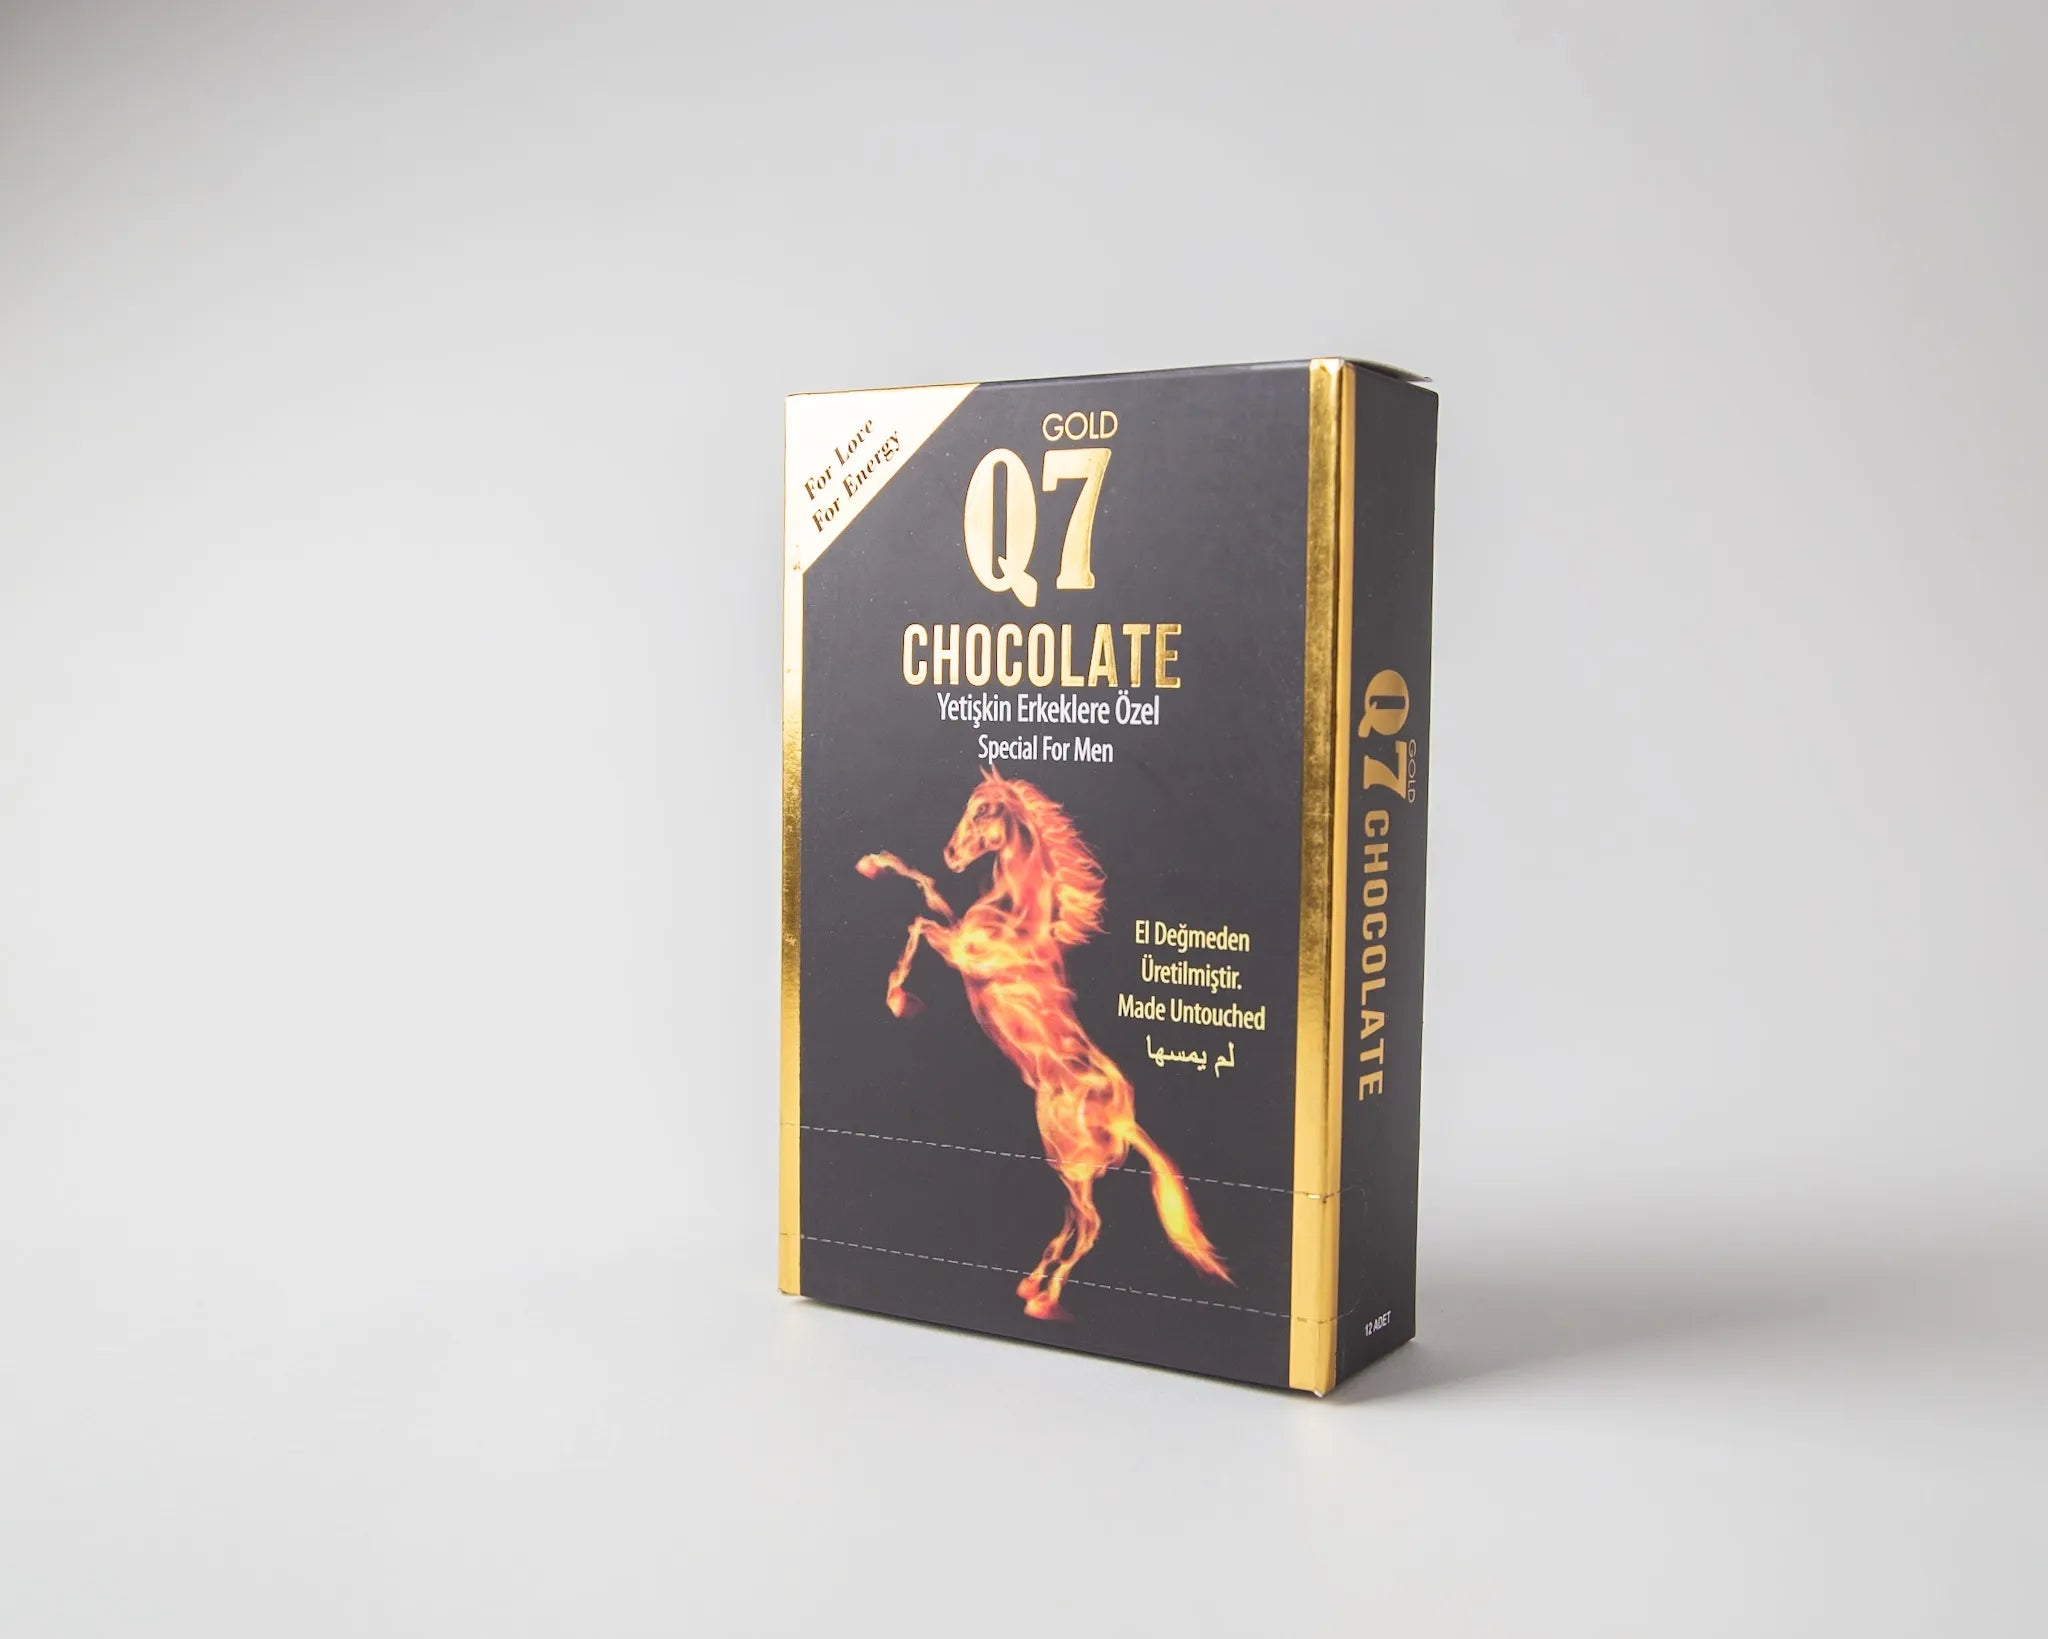 For Love
For Energy
GOLD
Q7
CHOCOLATE
Yetişkin Erkeklere Özel
Special For Men
El Değmeden
Üretilmiştir.
Made Untouched
لم يمسها
Q7 GOLD CHOCOLATE
12 ADET